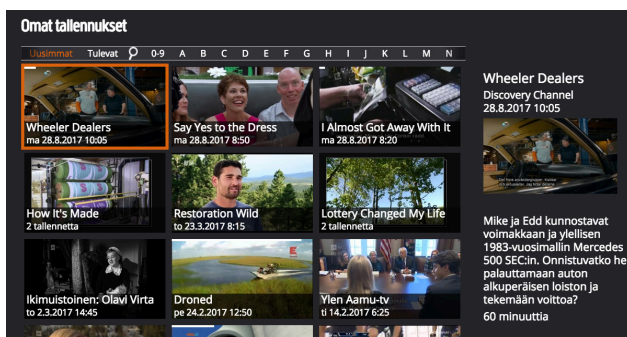 Omat tallennukset
Uusimmat Tulevat 0-9 A B C D E F G H I J K L M N
Wheeler Dealers
ma 28.8.2017 10:05
Say Yes to the Dress
ma 28.8.2017 8:50
I Almost Got Away With It
ma 28.8.2017 8:20
How It's Made
2 tallennetta
Restoration Wild
to 23.3.2017 8:15
Lottery Changed My Life
2 tallennetta
Ikimuistoinen: Olavi Virta
to 2.3.2017 14:45
Droned
pe 24.2.2017 12:50
Ylen Aamu-tv
ti 14.2.2017 6:25
Wheeler Dealers
Discovery Channel
28.8.2017 10:05
Mike ja Edd kunnostavat
voimakkaan ja ylellisen
1983-vuosimallin Mercedes
500 SEC:in. Onnistuvatko he
palauttamaan auton
alkuperäisen loiston ja
tekemään voittoa?
60 minuuttia